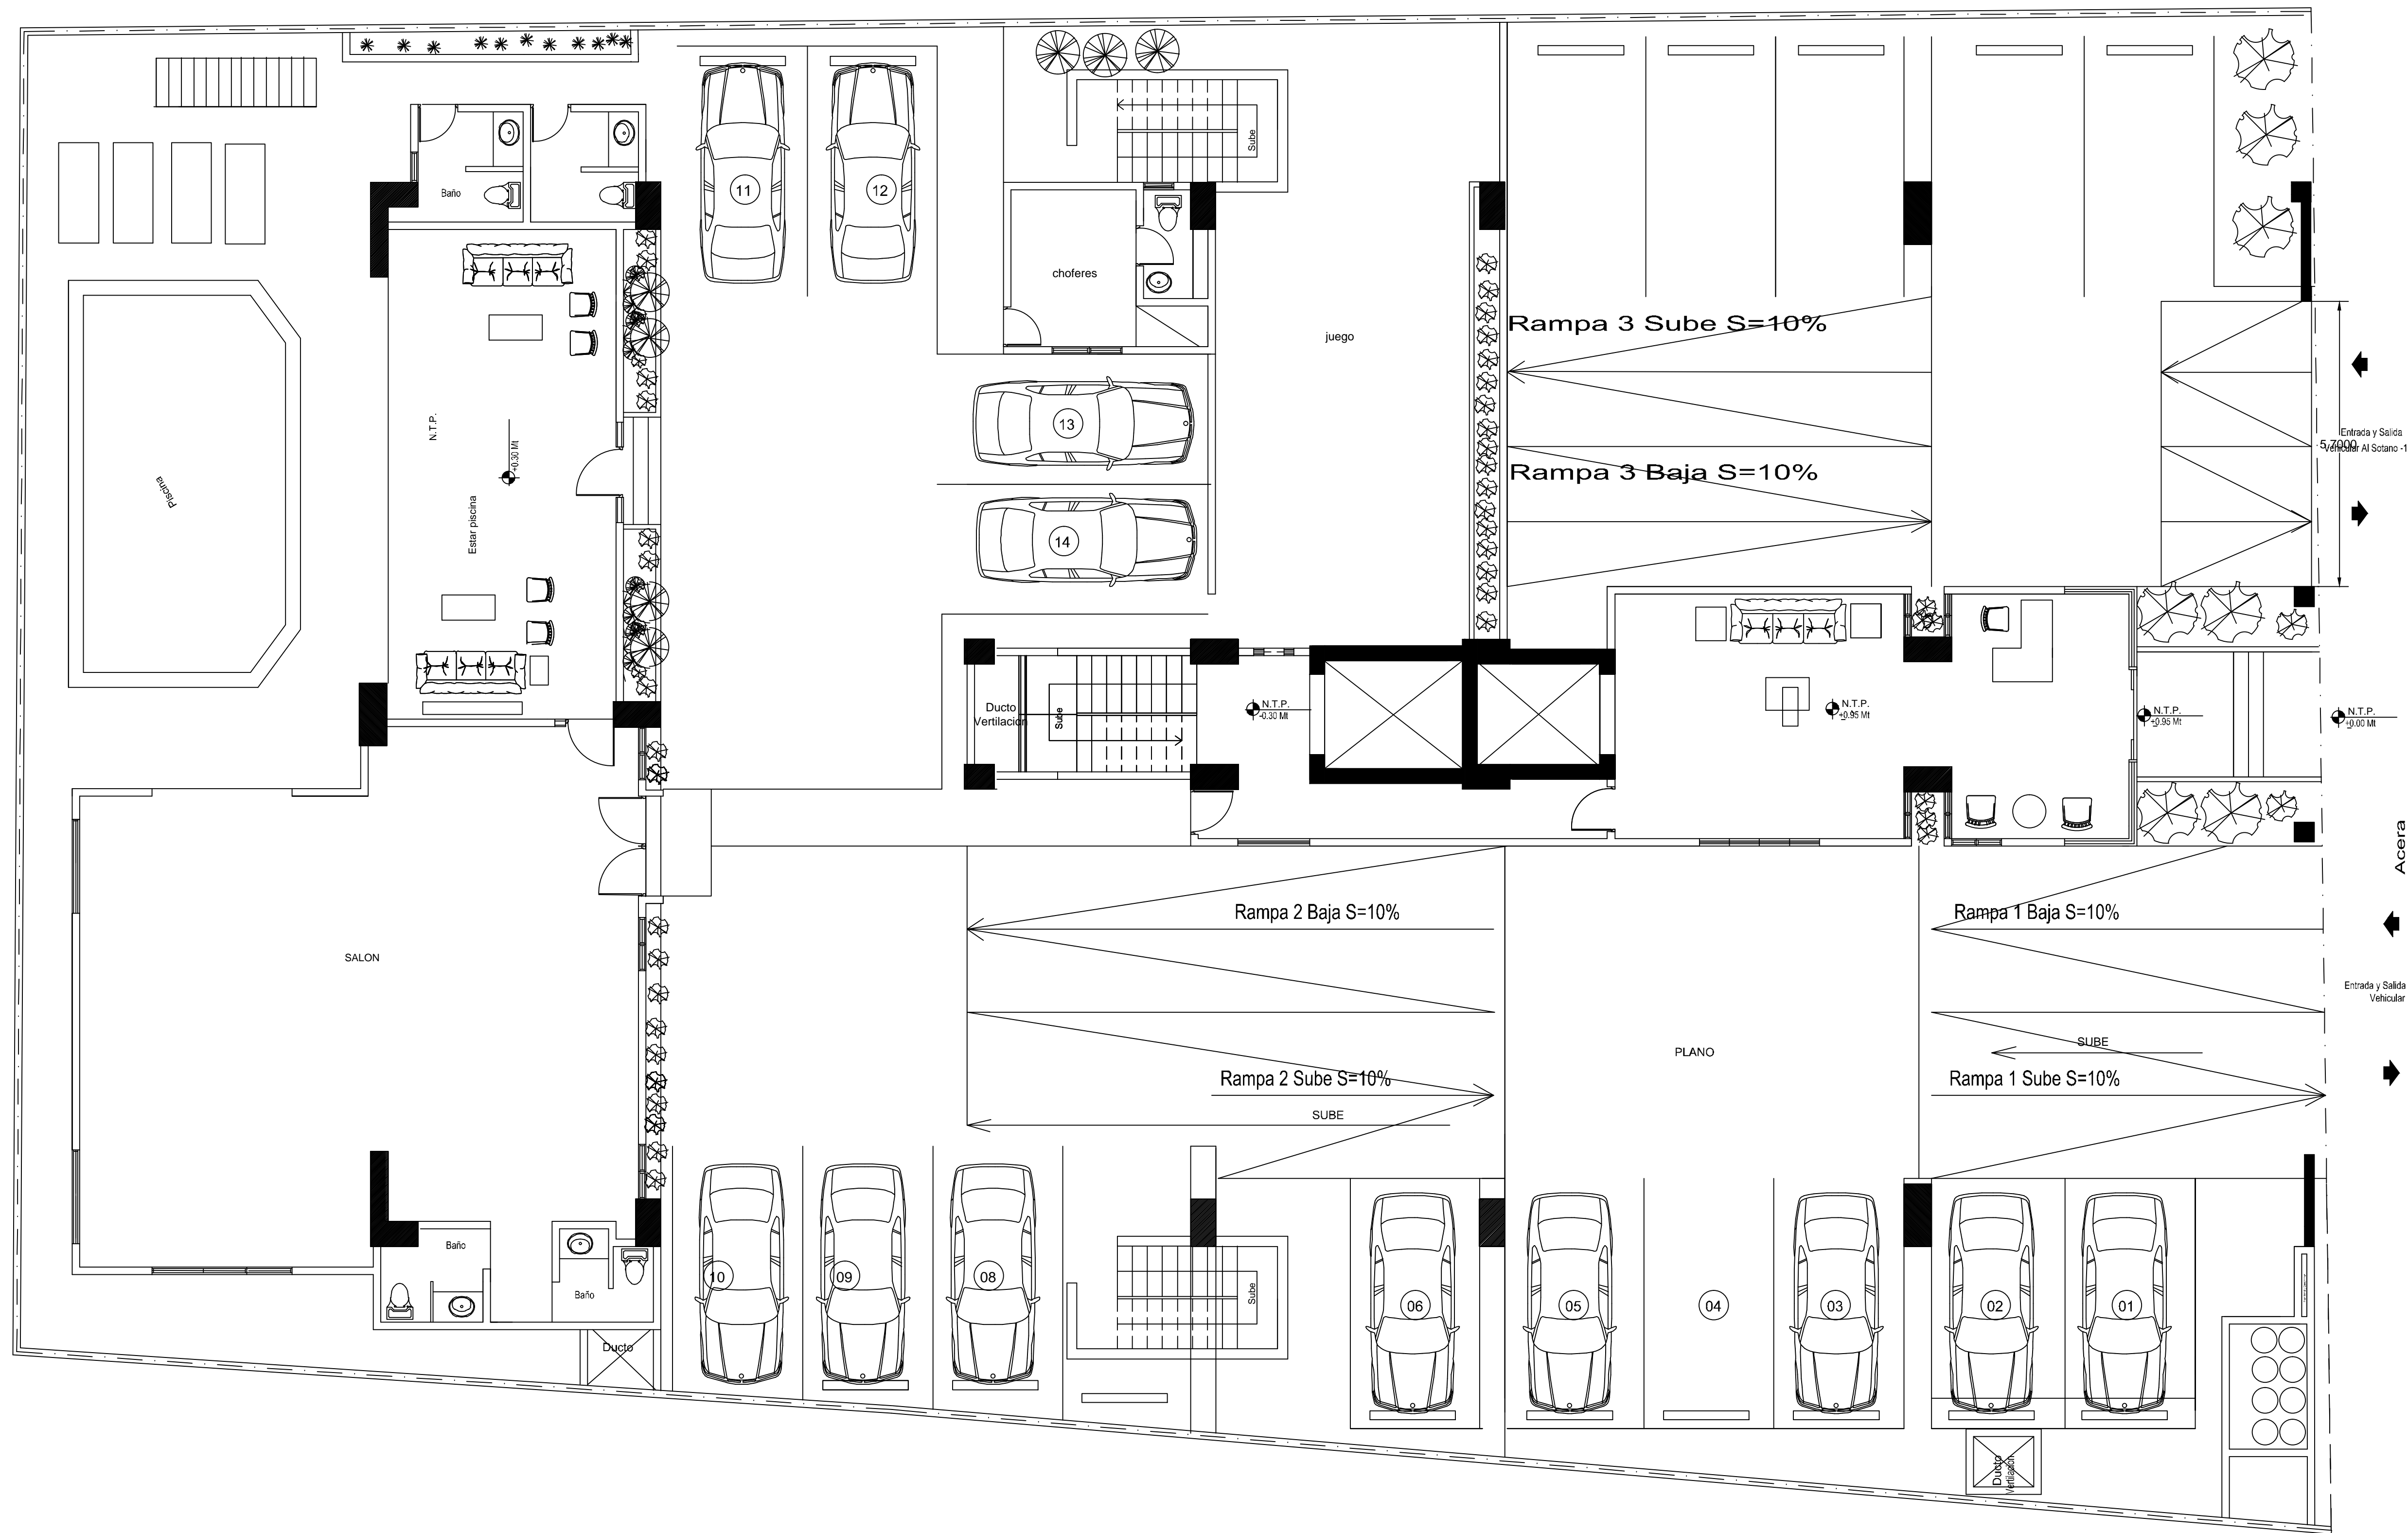 Sube
11
12
Baño
choferes
Rampa 3 Sube S=10%
juego
N.T.P.
+0.30 Mt
13
5.7000
Entrada y Salida
Vehicular Al Sotano -1
Rampa 3 Baja S=10%
Piscina
Estar piscina
14
Ducto
Vertilacion
Sube
N.T.P.
-0.30 Mt
N.T.P.
+0.95 Mt
N.T.P.
+0.95 Mt
N.T.P.
+0.00 Mt
Acera
Rampa 2 Baja S=10%
Rampa 1 Baja S=10%
SALON
Entrada y Salida
Vehicular
PLANO
SUBE
Rampa 2 Sube S=10%
Rampa 1 Sube S=10%
SUBE
Baño
10
09
08
Sube
Baño
06
05
04
03
02
01
Ducto
Ducto
Vertilacion